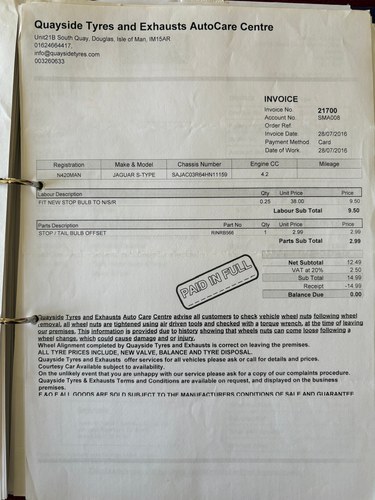 Quayside Tyres and Exhausts AutoCare Centre
Unit21B South Quay, Douglas, Isle of Man, IM15AR
01624664417,
info@quaysidetyres.com
003260633
INVOICE
Invoice No 21700
Account No SMA008
Order Ref
Invoice Date 28/07/2016
Payment Method Card
Date of Work 28/07/2016
Registration Make & Model Chassis Number Engine CC Mileage
N420MAN JAGUAR S-TYPE SAJAC03R64HN11159 4.2
Labour Description Qty Unit Price Price
FIT NEW STOP BULB TO N/S/R 0.25 38.00 9.50
Labour Sub Total 9.50
Parts Description Part No Qty Unit Price Price
STOP / TAIL BULB OFFSET 1 2.99 2.99
Parts Sub Total 2.99
PAID IN FULL
Net Subtotal 12.49
VAT at 20% 2.50
Sub Total 14.99
Receipt -14.99
Balance Due 0.00
Quayside Tyres and Exhausts Auto Care Centre advise all customers to check vehicle wheel nuts following wheel
removal, all wheel nuts are tightened using air driven tools and checked with a torque wrench, at the time of leaving
our premises. This information is provided due to history showing that wheels nuts can come loose following a
wheel change, which could cause damage and or injury.
Wheel Alignment completed by Quayside Tyres and Exhausts is correct on leaving the premises.
ALL TYRE PRICES INCLUDE, NEW VALVE, BALANCE AND TYRE DISPOSAL.
Quayside Tyres and Exhausts offer services for all vehicles please ask or call for details and prices.
Courtesy Car Available subject to availability.
On the unlikely event that you are unhappy with our service please ask for a copy of our complaints procedure.
Quayside Tyres & Exhausts Terms and Conditions are available on request, and displayed on the business
premises.
E.&O.E ALL GOODS ARE SOLD SUBJECT TO THE MANUFACTURERS CONDITIONS OF SALE AND GUARANTEE